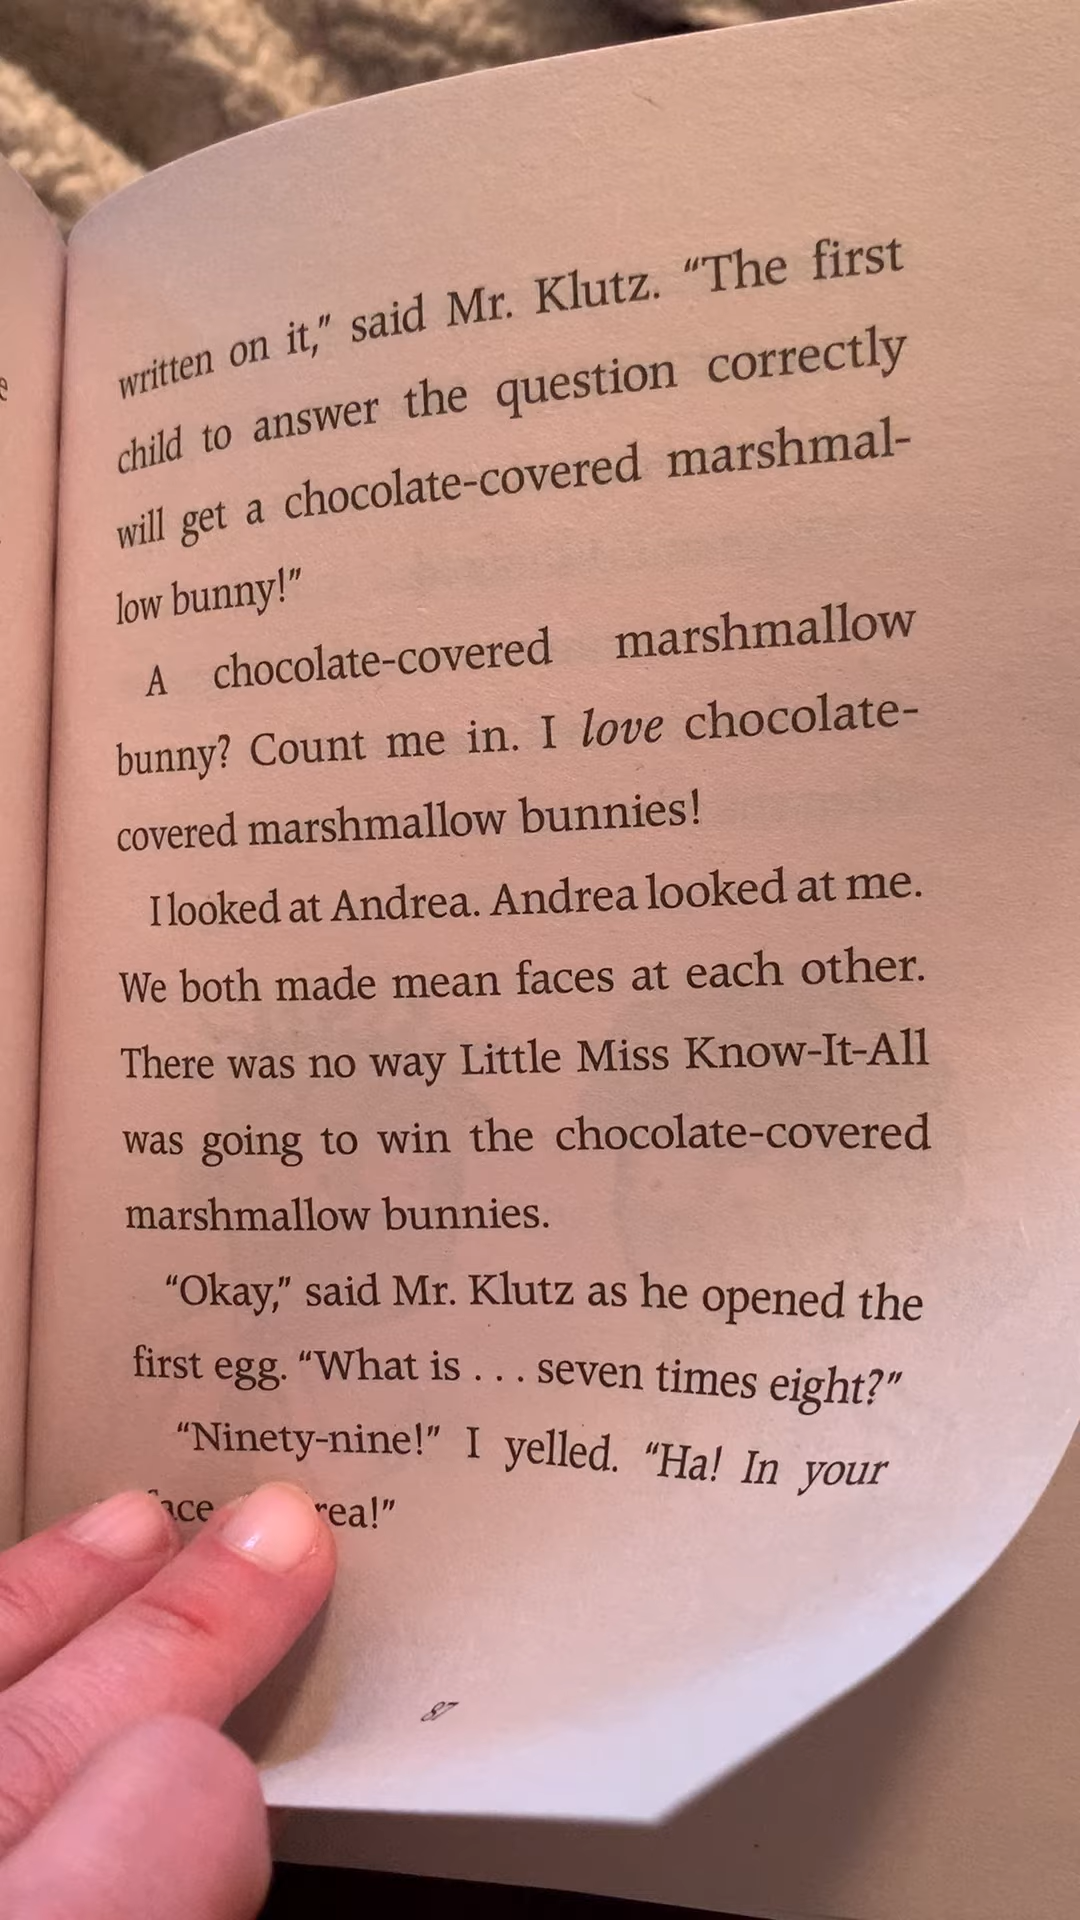 written on it,” said Mr. Klutz. “The first
child to answer the question correctly
will get a chocolate-covered marshmal-
low bunny!”
A chocolate-covered marshmallow
bunny? Count me in. I love chocolate-
covered marshmallow bunnies!
I looked at Andrea. Andrea looked at me.
We both made mean faces at each other.
There was no way Little Miss Know-It-All
was going to win the chocolate-covered
marshmallow bunnies.
“Okay,” said Mr. Klutz as he opened the
first egg. “What is . . . seven times eight?”
“Ninety-nine!” I yelled. “Ha! In your
rea!”
87